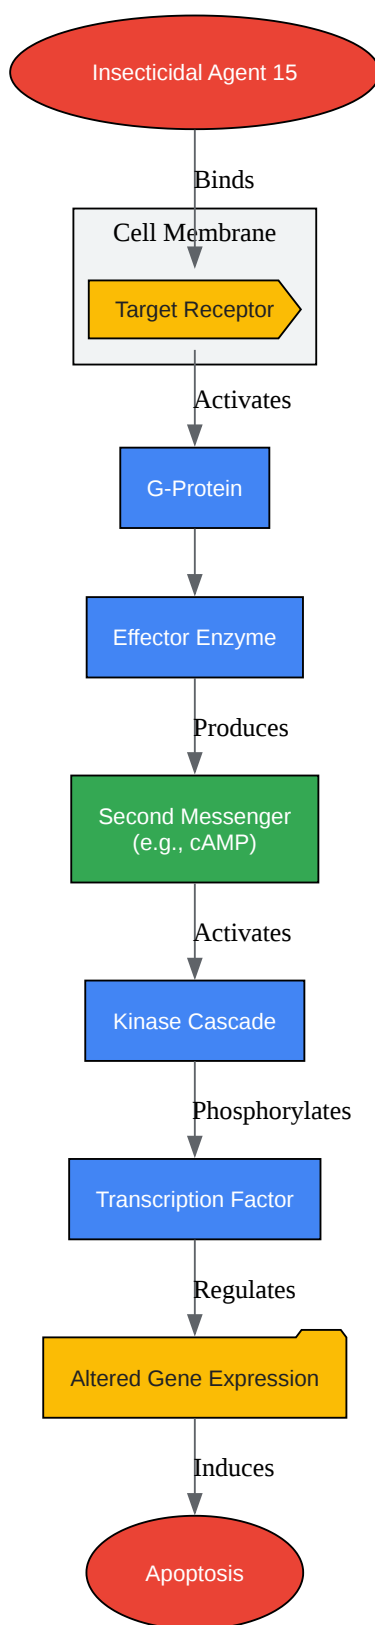 Insecticidal Agent 15
Binds
Cell Membrane
Target Receptor
Activates
G-Protein
Effector Enzyme
Produces
Second Messenger
(e.g., cAMP)
Activates
Kinase Cascade
Phosphorylates
Transcription Factor
Regulates
Altered Gene Expression
Induces
Apoptosis